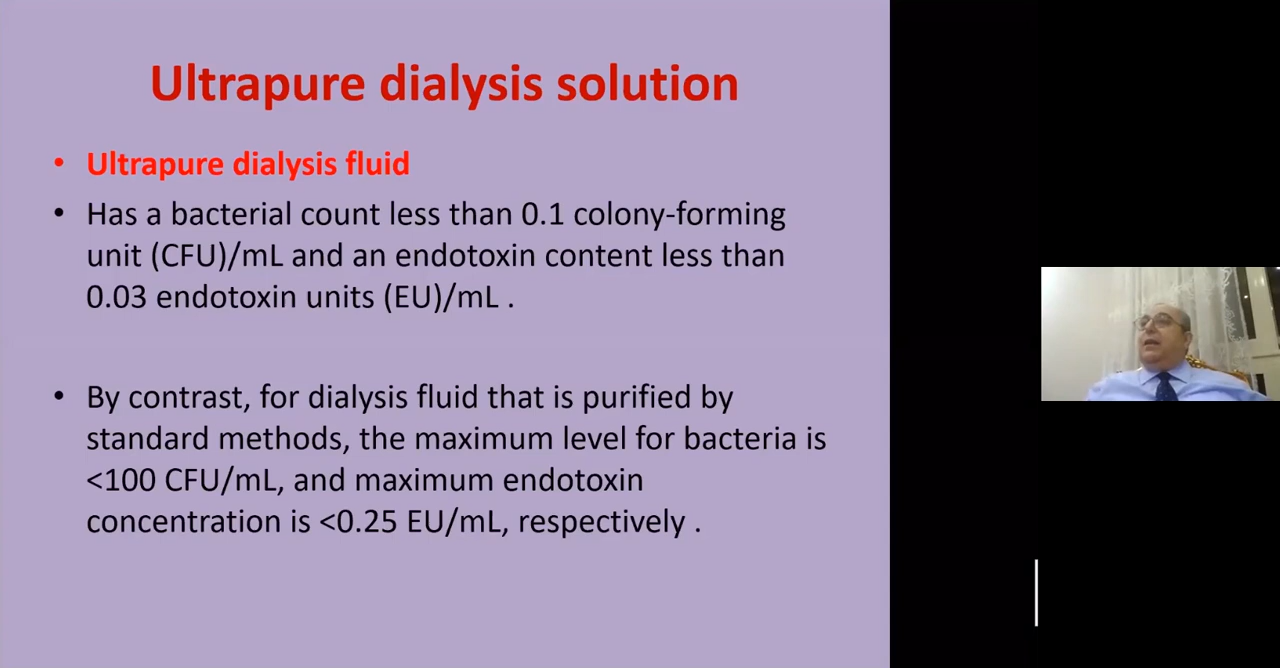 Ultrapure dialysis solution
• Ultrapure dialysis fluid
• Has a bacterial count less than 0.1 colony-forming
unit (CFU)/mL and an endotoxin content less than
0.03 endotoxin units (EU)/mL .
• By contrast, for dialysis fluid that is purified by
standard methods, the maximum level for bacteria is
<100 CFU/mL, and maximum endotoxin
concentration is <0.25 EU/mL, respectively .